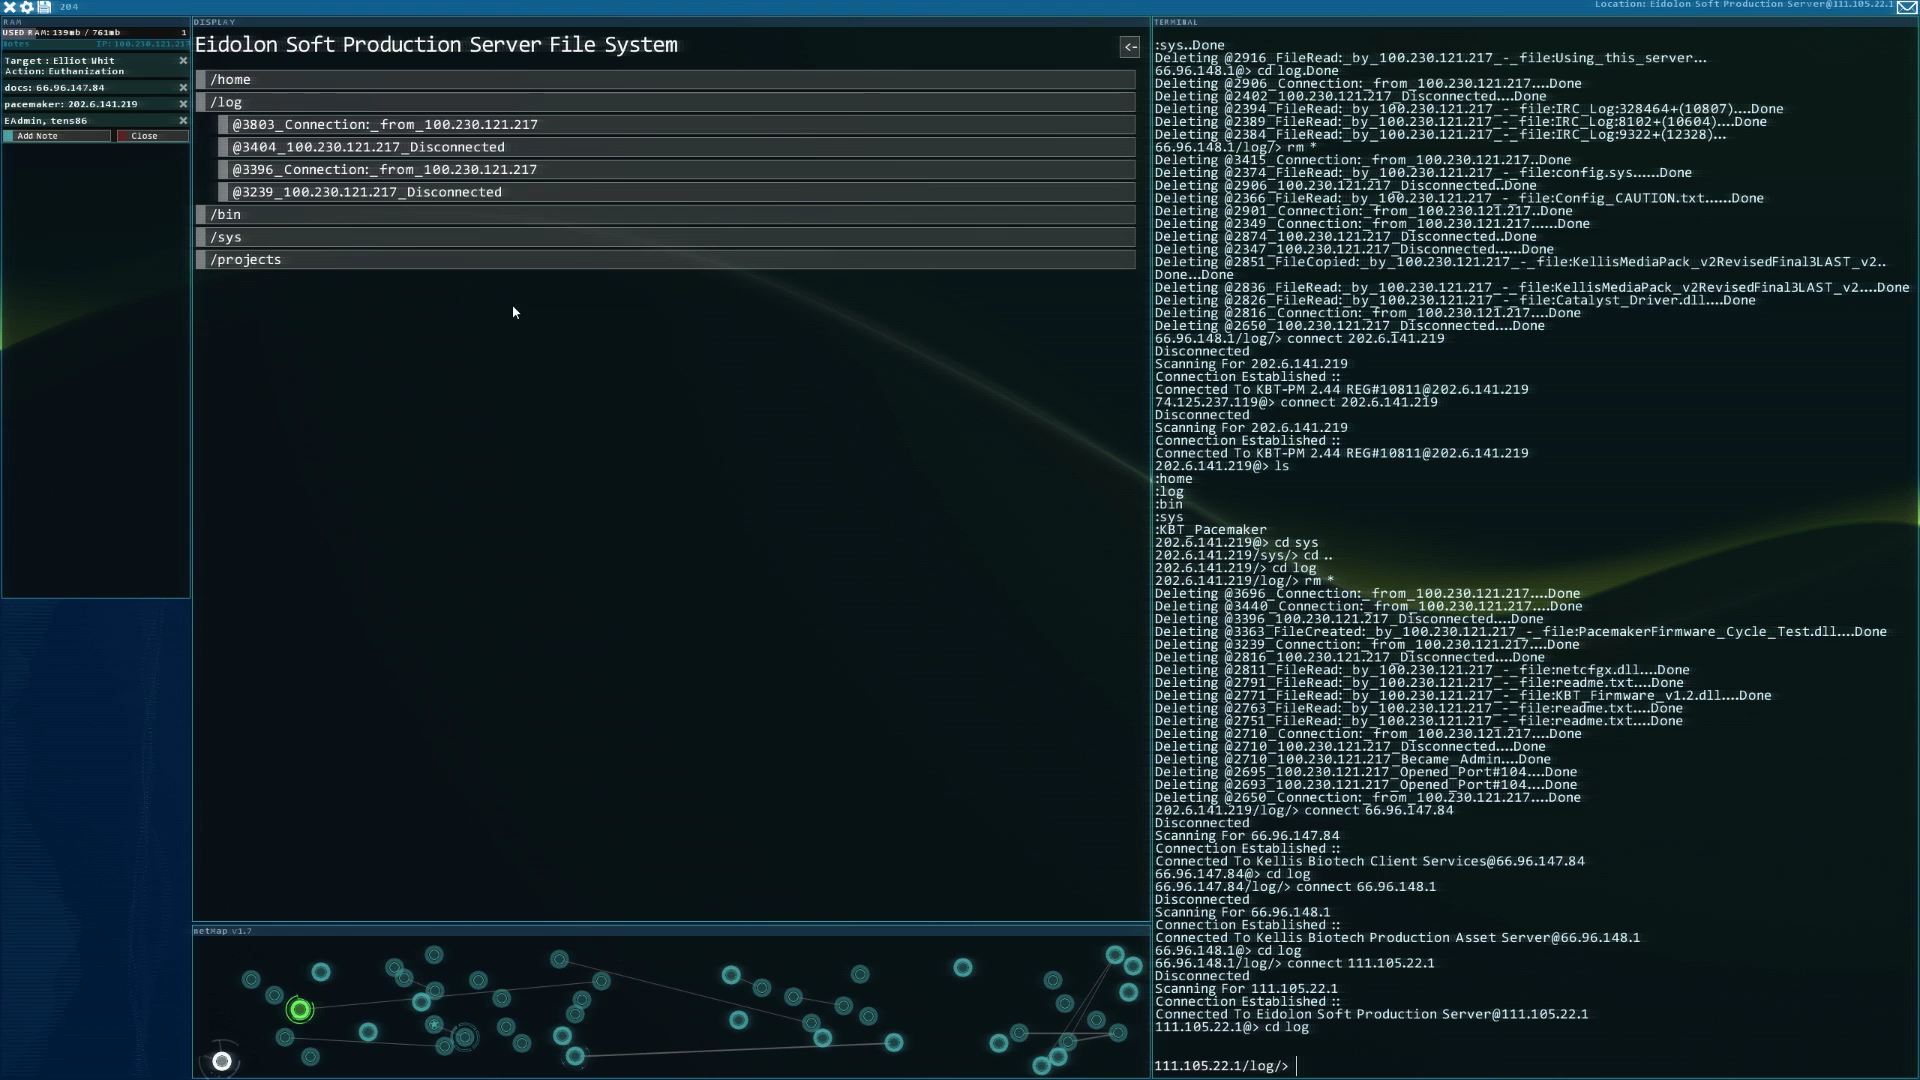 204
Location: Eidolon Soft Production Server@111.105.22.1
RAM
USED RAM: 139mb / 761mb 1
Notes IP:100.230.121.217
Target : Elliot Whit
Action: Euthanization
docs: 66.96.147.84
pacemaker: 202.6.141.219
EAdmin, tens86
Add Note Close
DISPLAY
Eidolon Soft Production Server File System
<-
/home
/log
@3803_Connection:_from_100.230.121.217
@3404_100.230.121.217_Disconnected
@3396_Connection:_from_100.230.121.217
@3239_100.230.121.217_Disconnected
/bin
/sys
/projects
netMap v1.7
TERMINAL
:sys..Done
Deleting @2916_FileRead:_by_100.230.121.217_-_file:Using_this_server...
66.96.148.1@> cd log.Done
Deleting @2906_Connection:_from_100.230.121.217....Done
Deleting @2402_100.230.121.217_Disconnected....Done
Deleting @2394_FileRead:_by_100.230.121.217_-_file:IRC_Log:328464+(10807)....Done
Deleting @2389_FileRead:_by_100.230.121.217_-_file:IRC_Log:8102+(10604)....Done
Deleting @2384_FileRead:_by_100.230.121.217_-_file:IRC_Log:9322+(12328)...
66.96.148.1/log/> rm *
Deleting @3415_Connection:_from_100.230.121.217..Done
Deleting @2374_FileRead:_by_100.230.121.217_-_file:config.sys......Done
Deleting @2906_100.230.121.217_Disconnected..Done
Deleting @2366_FileRead:_by_100.230.121.217_-_file:Config_CAUTION.txt......Done
Deleting @2901_Connection:_from_100.230.121.217..Done
Deleting @2349_Connection:_from_100.230.121.217......Done
Deleting @2874_100.230.121.217_Disconnected..Done
Deleting @2347_100.230.121.217_Disconnected......Done
Deleting @2851_FileCopied:_by_100.230.121.217_-_file:KellisMediaPack_v2RevisedFinal3LAST_v2..
Done...Done
Deleting @2836_FileRead:_by_100.230.121.217_-_file:KellisMediaPack_v2RevisedFinal3LAST_v2....Done
Deleting @2826_FileRead:_by_100.230.121.217_-_file:Catalyst_Driver.dll....Done
Deleting @2816_Connection:_from_100.230.121.217....Done
Deleting @2650_100.230.121.217_Disconnected....Done
66.96.148.1/log/> connect 202.6.141.219
Disconnected
Scanning For 202.6.141.219
Connection Established ::
Connected To KBT-PM 2.44 REG#10811@202.6.141.219
74.125.237.119@> connect 202.6.141.219
Disconnected
Scanning For 202.6.141.219
Connection Established ::
Connected To KBT-PM 2.44 REG#10811@202.6.141.219
202.6.141.219@> ls
:home
:log
:bin
:sys
:KBT_Pacemaker
202.6.141.219@> cd sys
202.6.141.219/sys/> cd ..
202.6.141.219/> cd log
202.6.141.219/log/> rm *
Deleting @3696_Connection:_from_100.230.121.217....Done
Deleting @3440_Connection:_from_100.230.121.217....Done
Deleting @3396_100.230.121.217_Disconnected....Done
Deleting @3363_FileCreated:_by_100.230.121.217_-_file:PacemakerFirmware_Cycle_Test.dll....Done
Deleting @3239_Connection:_from_100.230.121.217....Done
Deleting @2816_100.230.121.217_Disconnected....Done
Deleting @2811_FileRead:_by_100.230.121.217_-_file:netcfgx.dll....Done
Deleting @2791_FileRead:_by_100.230.121.217_-_file:readme.txt....Done
Deleting @2771_FileRead:_by_100.230.121.217_-_file:KBT_Firmware_v1.2.dll....Done
Deleting @2763_FileRead:_by_100.230.121.217_-_file:readme.txt....Done
Deleting @2751_FileRead:_by_100.230.121.217_-_file:readme.txt....Done
Deleting @2710_Connection:_from_100.230.121.217....Done
Deleting @2710_100.230.121.217_Disconnected....Done
Deleting @2710_100.230.121.217_Became_Admin....Done
Deleting @2695_100.230.121.217_Opened_Port#104....Done
Deleting @2693_100.230.121.217_Opened_Port#104....Done
Deleting @2650_Connection:_from_100.230.121.217....Done
202.6.141.219/log/> connect 66.96.147.84
Disconnected
Scanning For 66.96.147.84
Connection Established ::
Connected To Kellis Biotech Client Services@66.96.147.84
66.96.147.84@> cd log
66.96.147.84/log/> connect 66.96.148.1
Disconnected
Scanning For 66.96.148.1
Connection Established ::
Connected To Kellis Biotech Production Asset Server@66.96.148.1
66.96.148.1@> cd log
66.96.148.1/log/> connect 111.105.22.1
Disconnected
Scanning For 111.105.22.1
Connection Established ::
Connected To Eidolon Soft Production Server@111.105.22.1
111.105.22.1@> cd log
111.105.22.1/log/>